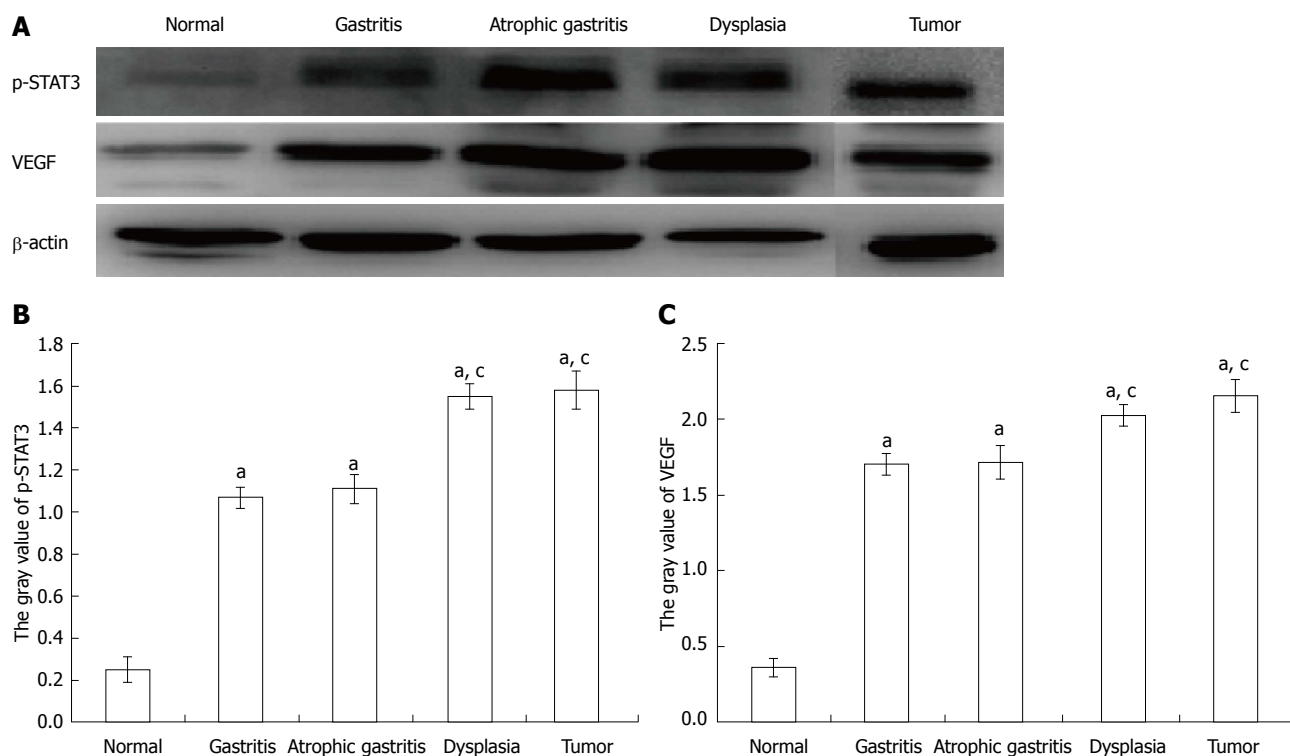 A
Normal Gastritis Atrophic gastritis Dysplasia Tumor
p-STAT3
VEGF
β-actin
B
The gray value of p-STAT3
1.8
1.6
1.4
1.2
1.0
0.8
0.6
0.4
0.2
0.0
a
a
a, c
a, c
Normal Gastritis Atrophic gastritis Dysplasia Tumor
C
The gray value of VEGF
2.5
2.0
1.5
1.0
0.5
0.0
a
a
a, c
a, c
Normal Gastritis Atrophic gastritis Dysplasia Tumor